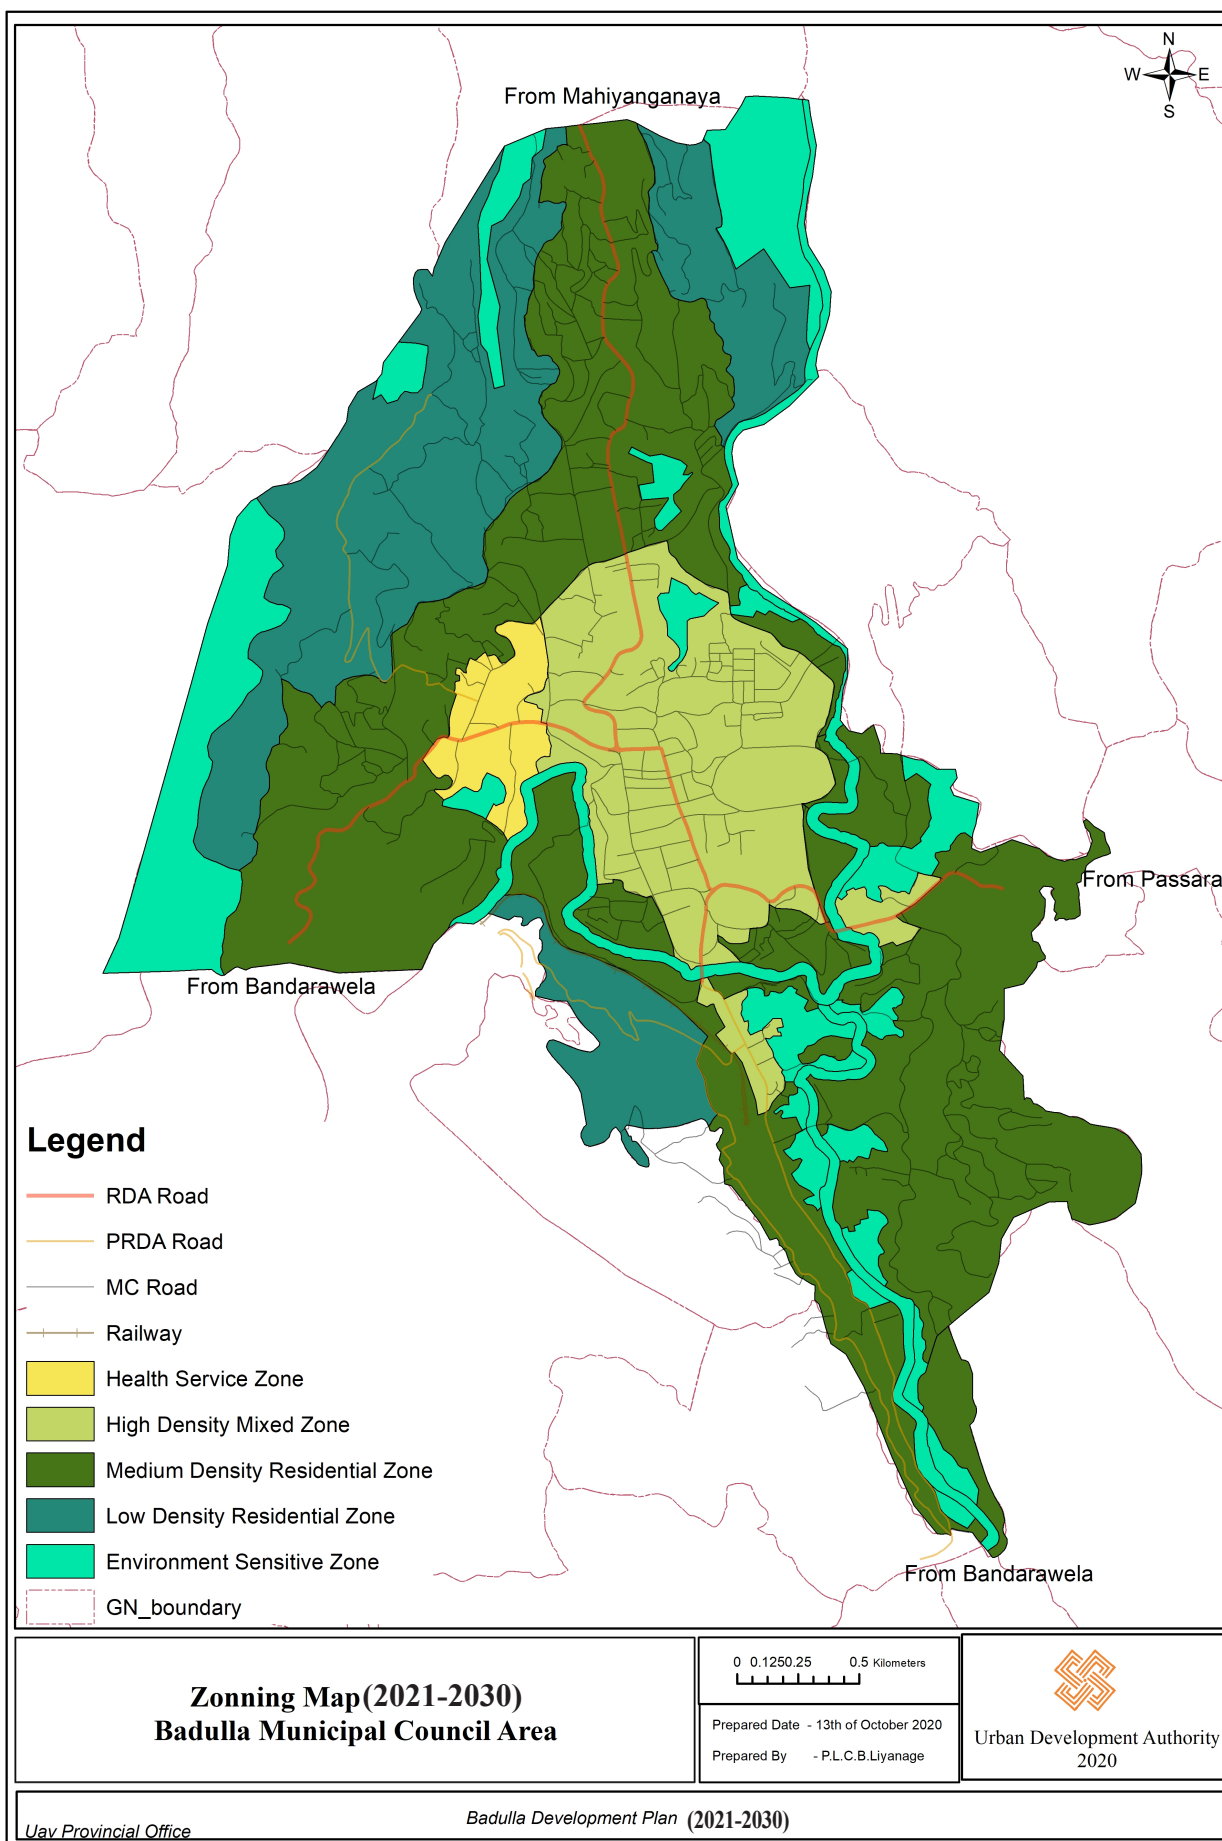 N
W E
S
From Mahiyanganaya
From Passara
From Bandarawela
Legend
RDA Road
PRDA Road
MC Road
Railway
Health Service Zone
High Density Mixed Zone
Medium Density Residential Zone
Low Density Residential Zone
Environment Sensitive Zone
GN_boundary
From Bandarawela
Zonning Map(2021-2030)
Badulla Municipal Council Area
0 0.1250.25 0.5 Kilometers
Prepared Date - 13th of October 2020
Prepared By - P.L.C.B.Liyanage
Urban Development Authority
2020
Badulla Development Plan (2021-2030)
Uav Provincial Office